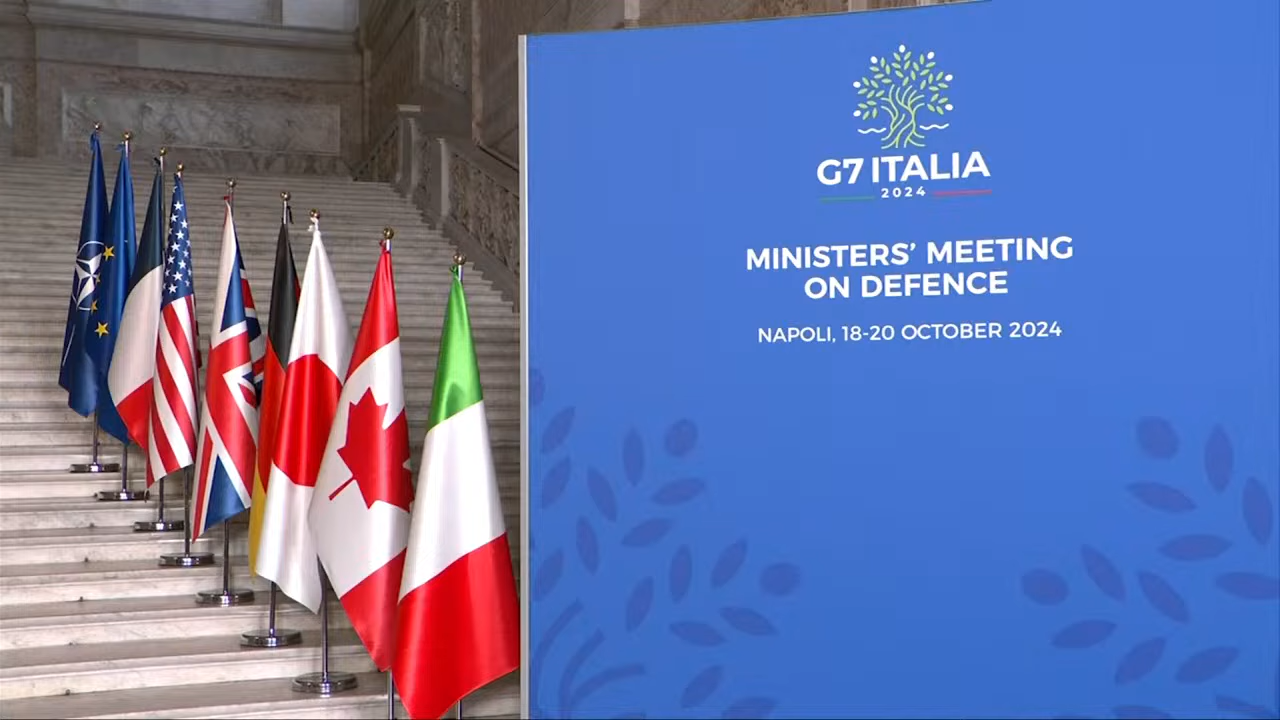 G7 ITALIA
2024
MINISTERS’ MEETING
ON DEFENCE
NAPOLI, 18-20 OCTOBER 2024